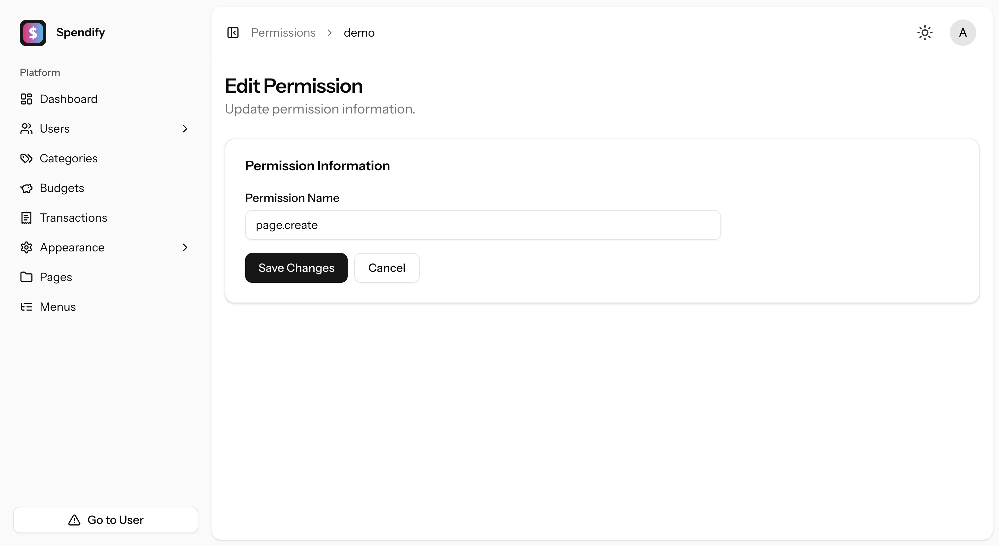 Spendify
Platform
Dashboard
Users
Categories
Budgets
Transactions
Appearance
Pages
Menus
Go to User
Permissions
demo
A
Edit Permission
Update permission information.
Permission Information
Permission Name
page.create
Save Changes
Cancel